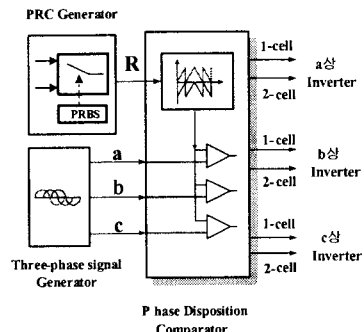 PRC Generator
PRBS
R
a
b
c
Three-phase signal
Generator
1-cell
a상
Inverter
2-cell
1-cell
b상
Inverter
2-cell
1-cell
c상
Inverter
2-cell
P hase Disposition
Comparator